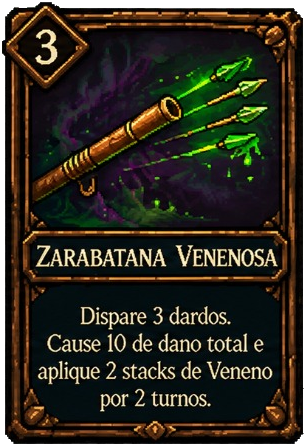 3
Zarabatana Venenosa
Dispare 3 dardos.
Cause 10 de dano total e
aplique 2 stacks de Veneno
por 2 turnos.